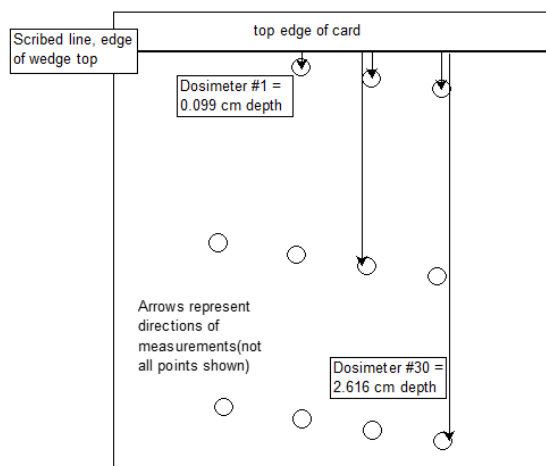 top edge of card
Scribed line, edge
of wedge top
Dosimeter #1 =
0.099 cm depth
Arrows represent
directions of
measurements(not
all points shown)
Dosimeter #30 =
2.616 cm depth